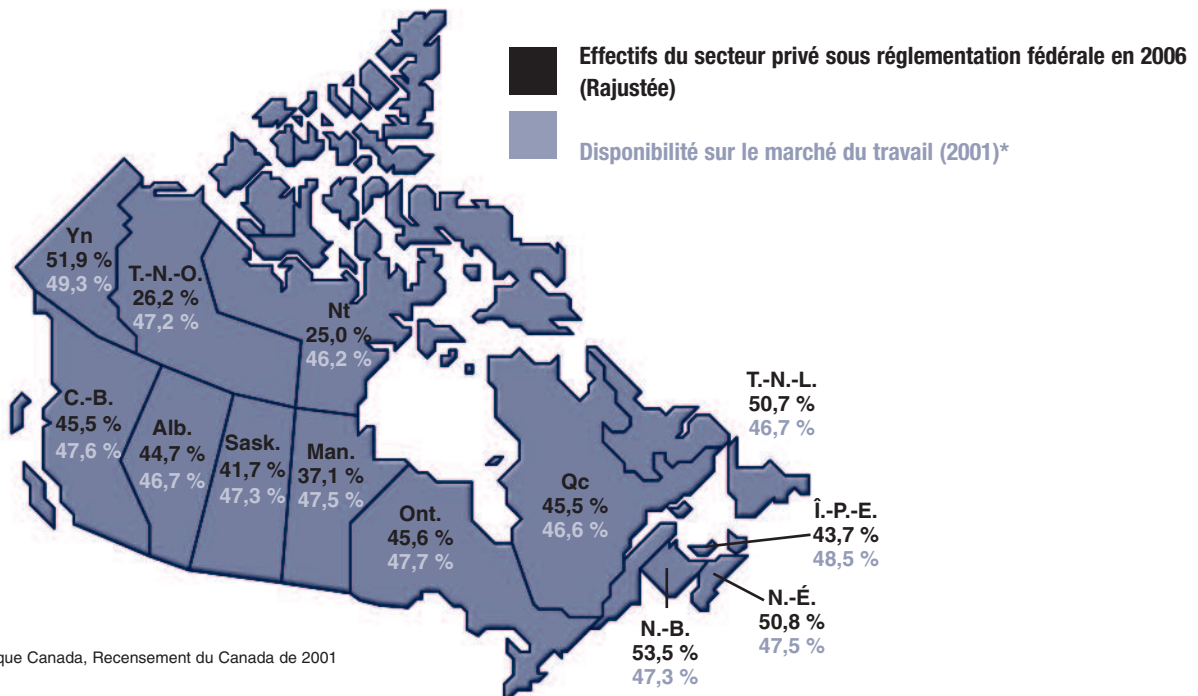 Effectifs du secteur privé sous réglementation fédérale en 2006
(Rajustée)
Disponibilité sur le marché du travail (2001)*
Yn
51,9 %
49,3 %
T.-N.-O.
26,2 %
47,2 %
Nt
25,0 %
46,2 %
C.-B.
45,5 %
47,6 %
Alb.
44,7 %
46,7 %
Sask.
41,7 %
47,3 %
Man.
37,1 %
47,5 %
Ont.
45,6 %
47,7 %
Qc
45,5 %
46,6 %
T.-N.-L.
50,7 %
46,7 %
Î.-P.-E.
43,7 %
48,5 %
N.-É.
50,8 %
47,5 %
N.-B.
53,5 %
47,3 %
que Canada, Recensement du Canada de 2001